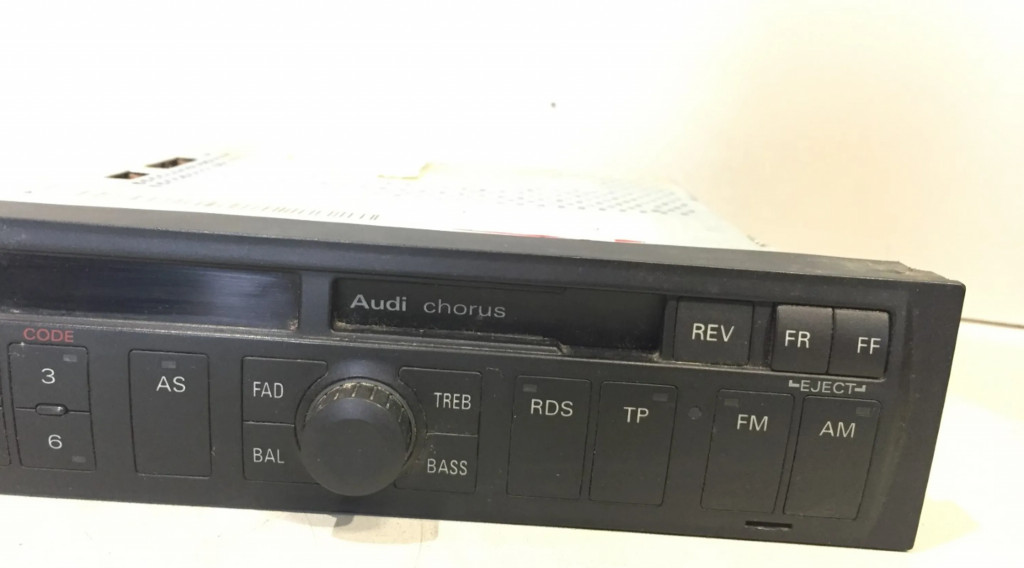 Audi chorus
REV
FR
FF
EJECT
CODE
3
6
AS
FAD
BAL
TREB
BASS
RDS
TP
FM
AM